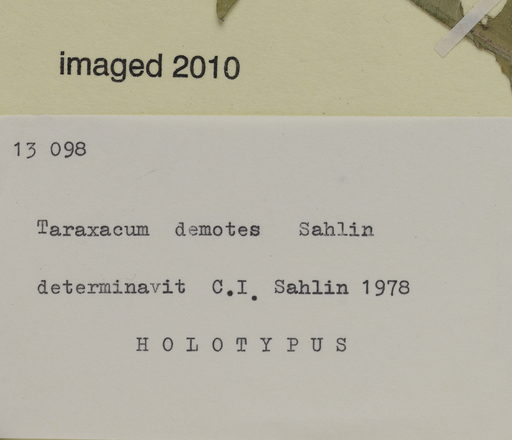 imaged 2010
13 098
Taraxacum demotes Sahlin
determinavit C.I. Sahlin 1978
H O L O T Y P U S